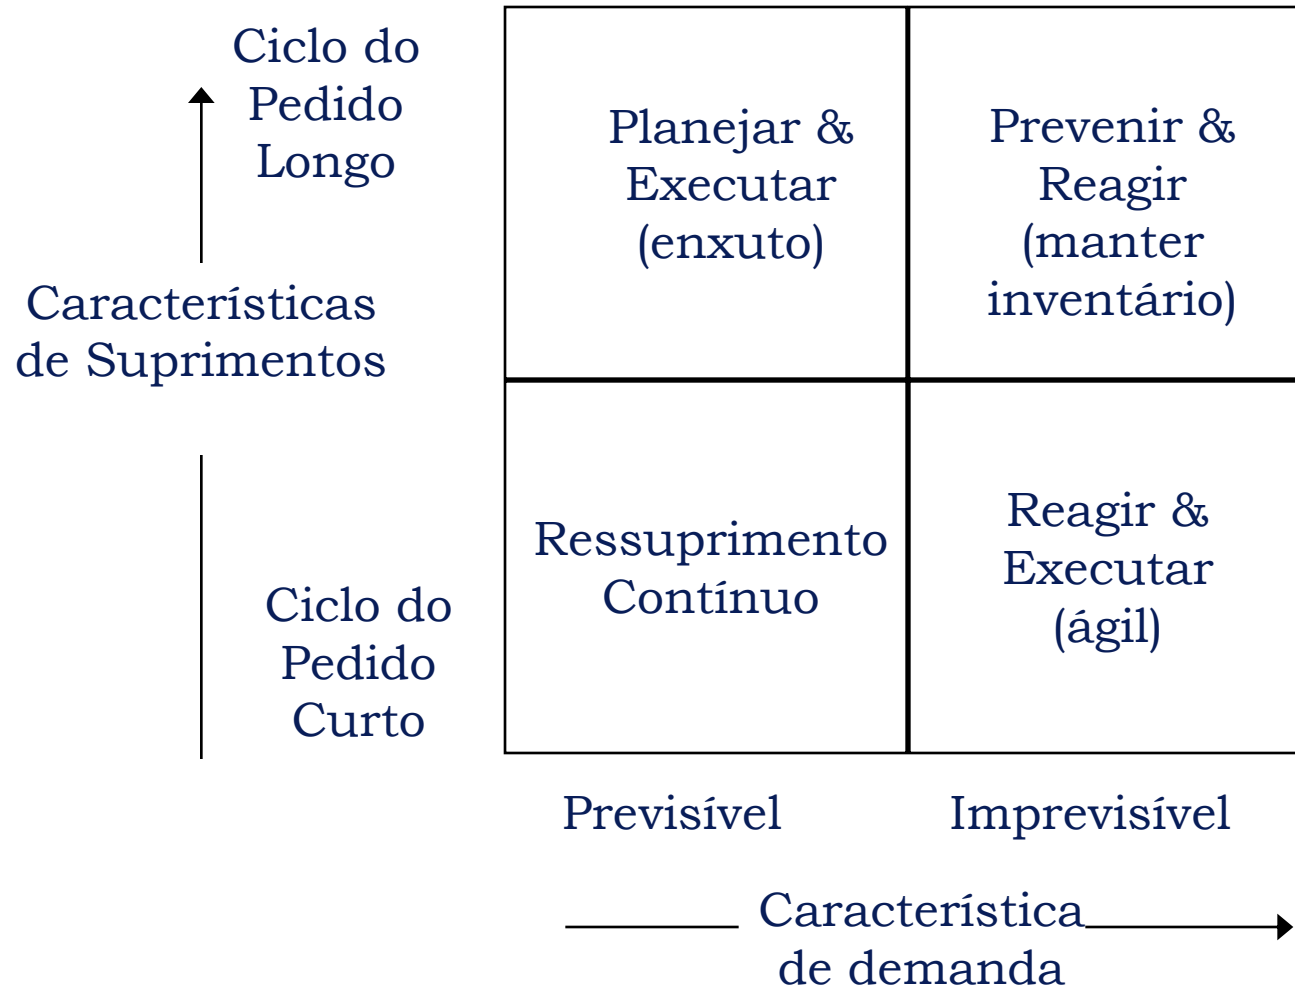 Ciclo do
Pedido
Longo
Planejar &
Executar
(enxuto)
Prevenir &
Reagir
(manter
inventário)
Características
de Suprimentos
Ressuprimento
Contínuo
Reagir &
Executar
(ágil)
Ciclo do
Pedido
Curto
Previsível
Imprevisível
Característica
de demanda